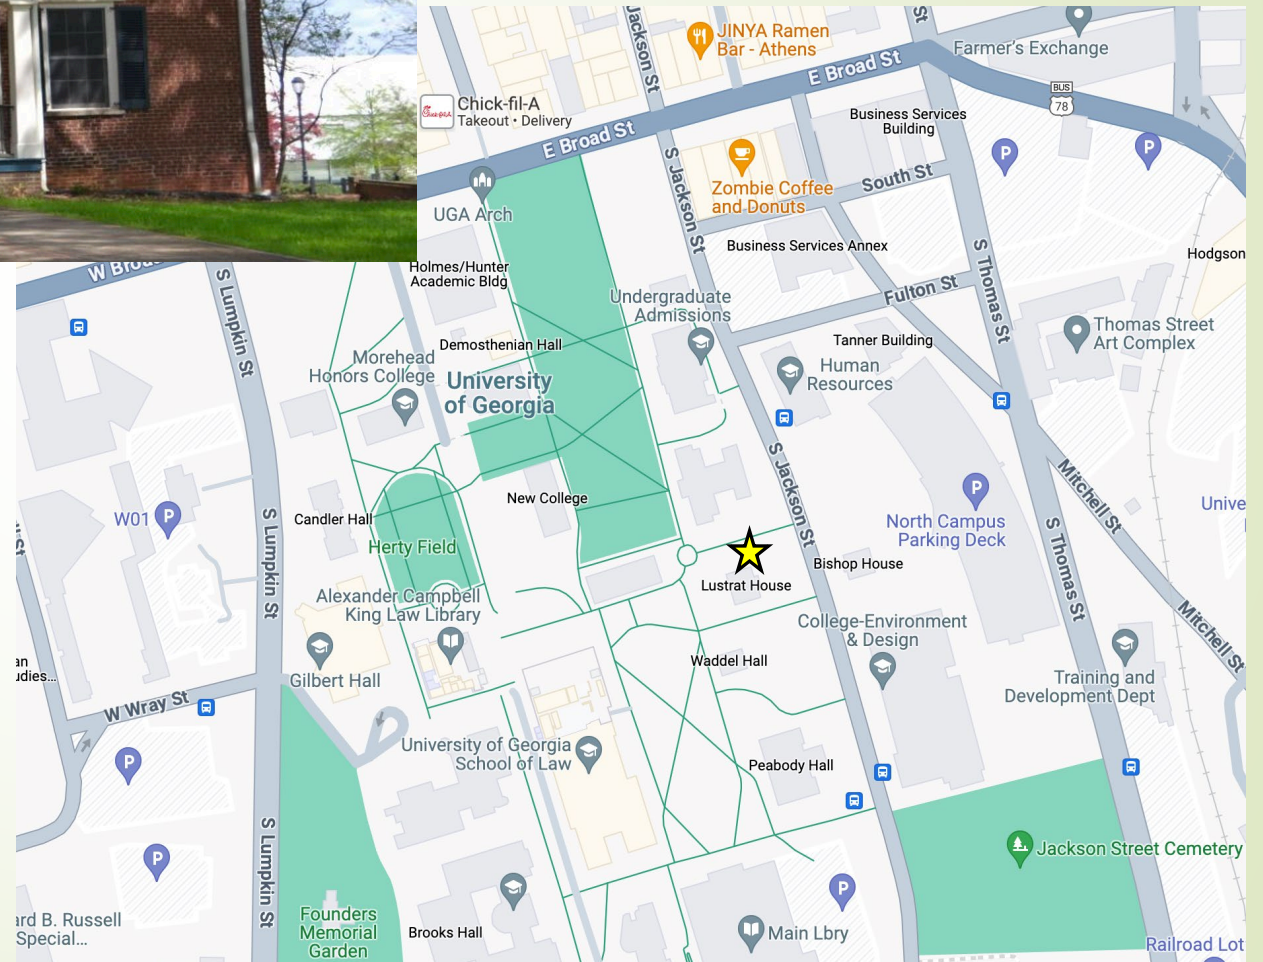 JINYA Ramen
Bar - Athens
Farmer's Exchange
Jackson St
St
E Broad St
BUS
78
Chick-fil-A
Takeout • Delivery
Business Services
Building
E Broad St
P
P
S Jackson St
Zombie Coffee
and Donuts
South St
UGA Arch
Business Services Annex
Hodgson
W Broad
Holmes/Hunter
Academic Bldg
S Lumpkin St
S Thomas St
Fulton St
Undergraduate
Admissions
Thomas Street
Art Complex
Tanner Building
Demosthenian Hall
Morehead
Honors College
Human
Resources
University
of Georgia
S Jackson St
Mitchell St
New College
P
W01
P
Candler Hall
North Campus
Parking Deck
Unive
St
S Lumpkin St
Herty Field
Bishop House
S Thomas St
Lustrat House
Alexander Campbell
King Law Library
College-Environment
& Design
Mitchell St
an
udies...
Waddel Hall
Gilbert Hall
Training and
Development Dept
W Wray St
University of Georgia
School of Law
P
Peabody Hall
S Lumpkin St
P
Jackson Street Cemetery
P
ard B. Russell
Special...
Founders
Memorial
Garden
Brooks Hall
Main Lbry
Railroad Lot